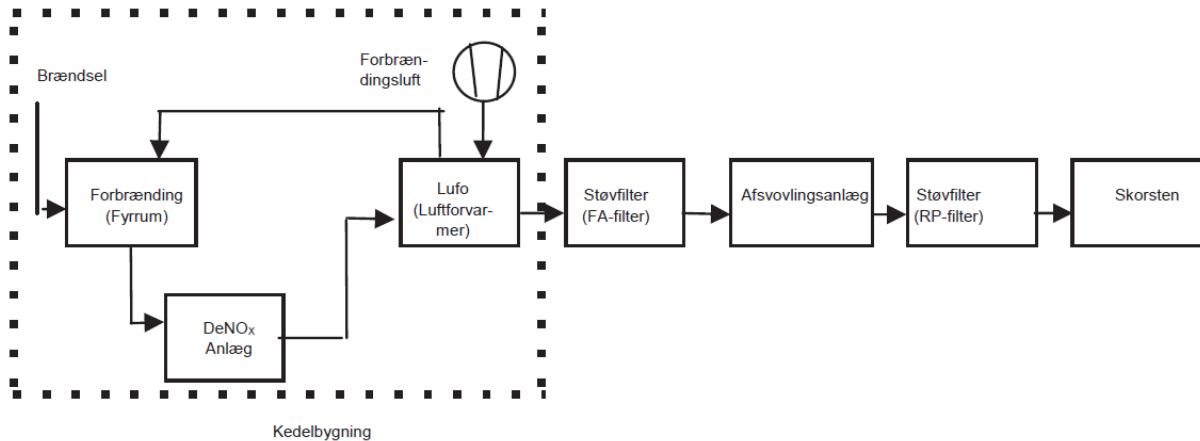 Brændsel
Forbræn-
dingsluft
Forbrænding
(Fyrrum)
Lufo
(Luftforvar-
mer)
Støvfilter
(FA-filter)
Afsvovlingsanlæg
Støvfilter
(RP-filter)
Skorsten
DeNOx
Anlæg
Kedelbygning